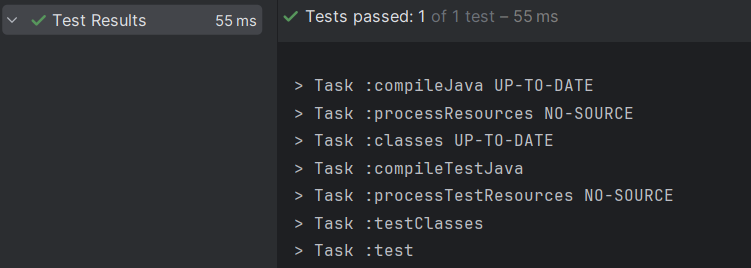 Test Results 55 ms
Tests passed: 1 of 1 test – 55 ms
> Task :compileJava UP-TO-DATE
> Task :processResources NO-SOURCE
> Task :classes UP-TO-DATE
> Task :compileTestJava
> Task :processTestResources NO-SOURCE
> Task :testClasses
> Task :test